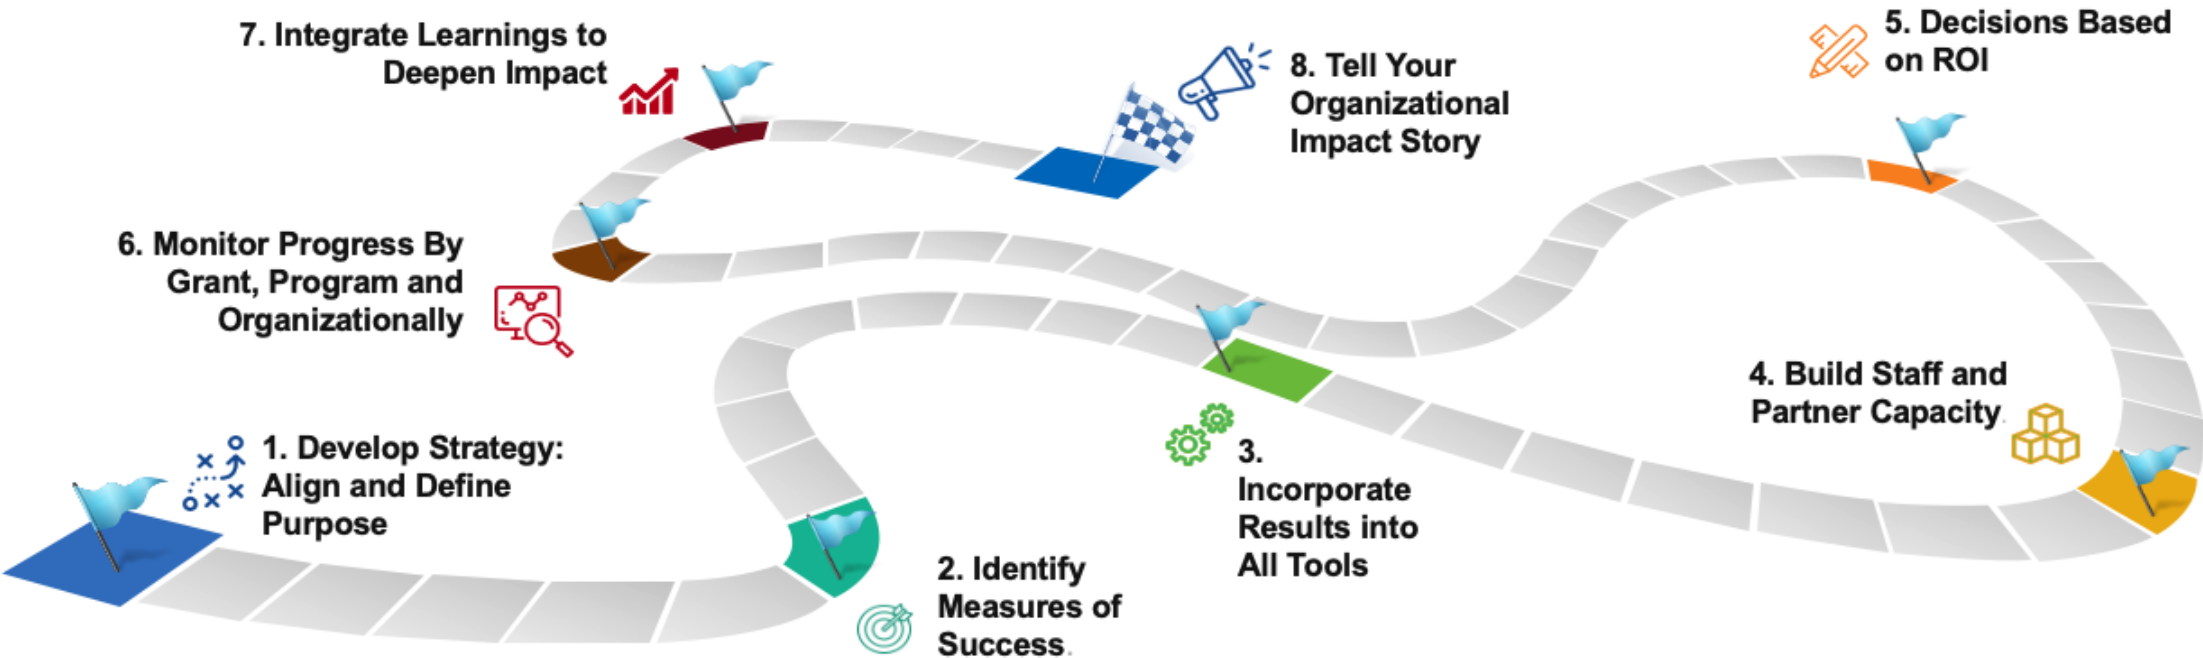 1. Develop Strategy:
Align and Define
Purpose
2. Identify
Measures of
Success.
3.
Incorporate
Results into
All Tools
4. Build Staff and
Partner Capacity.
5. Decisions Based
on ROI
6. Monitor Progress By
Grant, Program and
Organizationally
7. Integrate Learnings to
Deepen Impact
8. Tell Your
Organizational
Impact Story